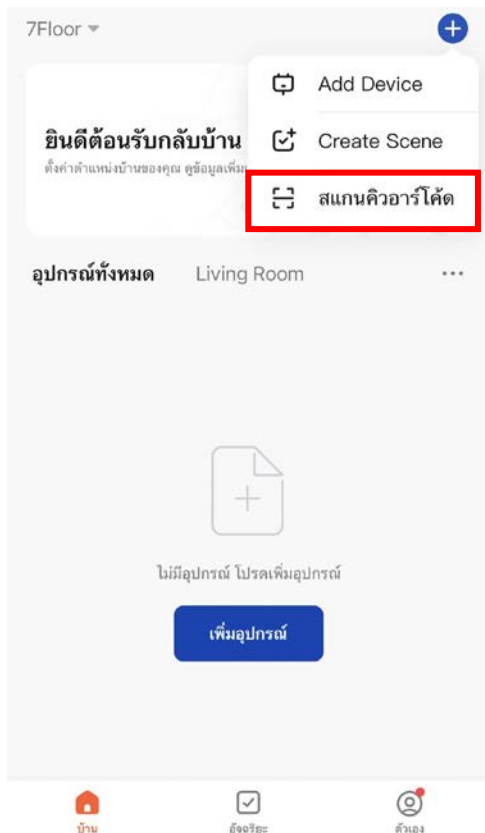 7Floor
Add Device
ยินดีต้อนรับกลับบ้าน
Create Scene
ตั้งค่าตำแหน่งบ้านของคุณ ดูข้อมูลเพิ่ม
สแกนคิวอาร์โค้ด
อุปกรณ์ทั้งหมด Living Room
ไม่มีอุปกรณ์ โปรดเพิ่มอุปกรณ์
เพิ่มอุปกรณ์
บ้าน อัจฉริยะ ตัวเอง